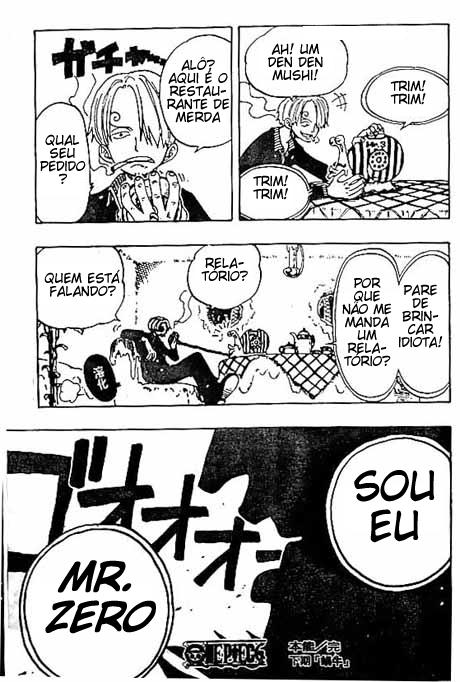 TRIM!
TRIM!
AH! UM
DEN DEN
MUSHI!
TRIM!
TRIM!
ガチャ
ALÔ?
AQUI É O
RESTAU-
RANTE DE
MERDA
QUAL
SEU
PEDIDO
?
PARE
DE
BRIN-
CAR
IDIOTA!
POR
QUE
NÃO ME
MANDA
UM
RELA-
TÓRIO?
RELA-
TÓRIO?
QUEM ESTÁ
FALANDO?
SOU
EU
ゴオオオ
MR.
ZERO
ONE PIECE